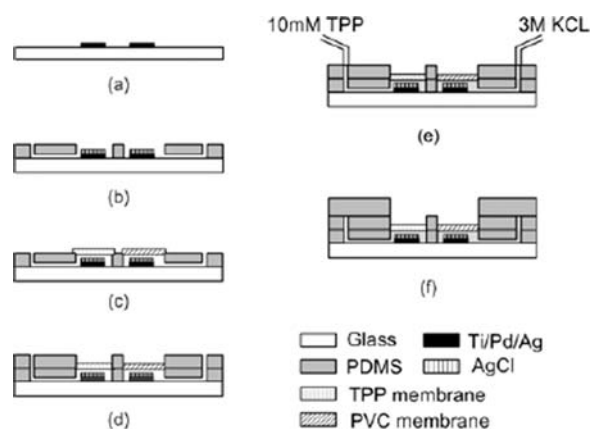 (a)
(b)
(c)
(d)
10mM TPP
3M KCL
(e)
(f)
Glass
Ti/Pd/Ag
PDMS
AgCl
TPP membrane
PVC membrane